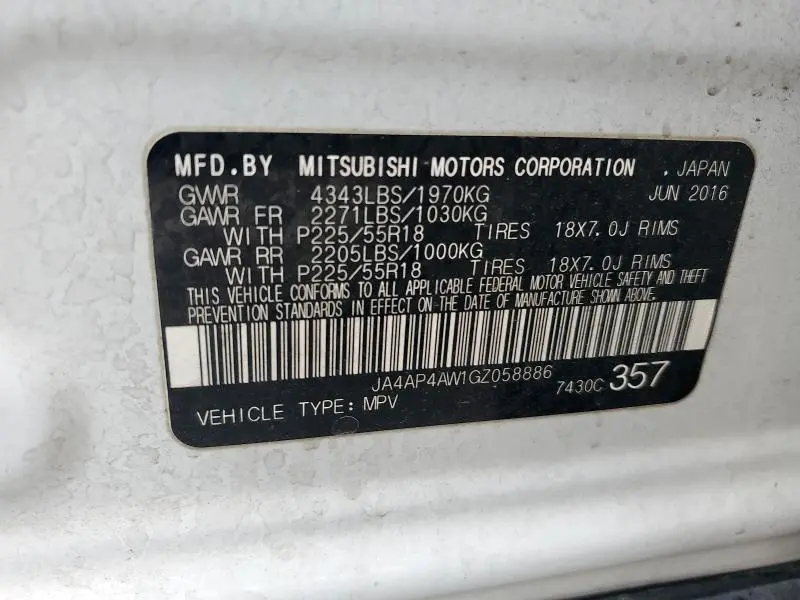 MFD.BY MITSUBISHI MOTORS CORPORATION . JAPAN
GVWR 4343LBS/1970KG JUN 2016
GAWR FR 2271LBS/1030KG
WITH P225/55R18 TIRES 18X7.0J RIMS
GAWR RR 2205LBS/1000KG
WITH P225/55R18 TIRES 18X7.0J RIMS
THIS VEHICLE CONFORMS TO ALL APPLICABLE FEDERAL MOTOR VEHICLE SAFETY AND THEFT
PREVENTION STANDARDS IN EFFECT ON THE DATE OF MANUFACTURE SHOWN ABOVE.
JA4AP4AW1GZ058886 7430C 357
VEHICLE TYPE: MPV